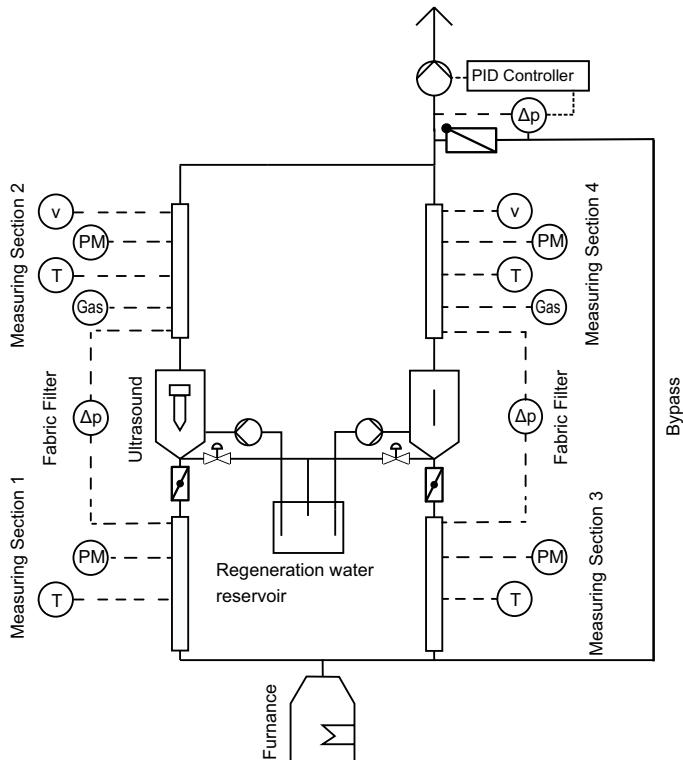 PID Controller
Δp
Measuring Section 2
v
PM
T
Gas
v
PM
T
Gas
Measuring Section 4
Fabric Filter
Δp
Ultrasound
Δp
Fabric Filter
Bypass
Measuring Section 1
PM
T
Regeneration water
reservoir
PM
T
Measuring Section 3
Furnance